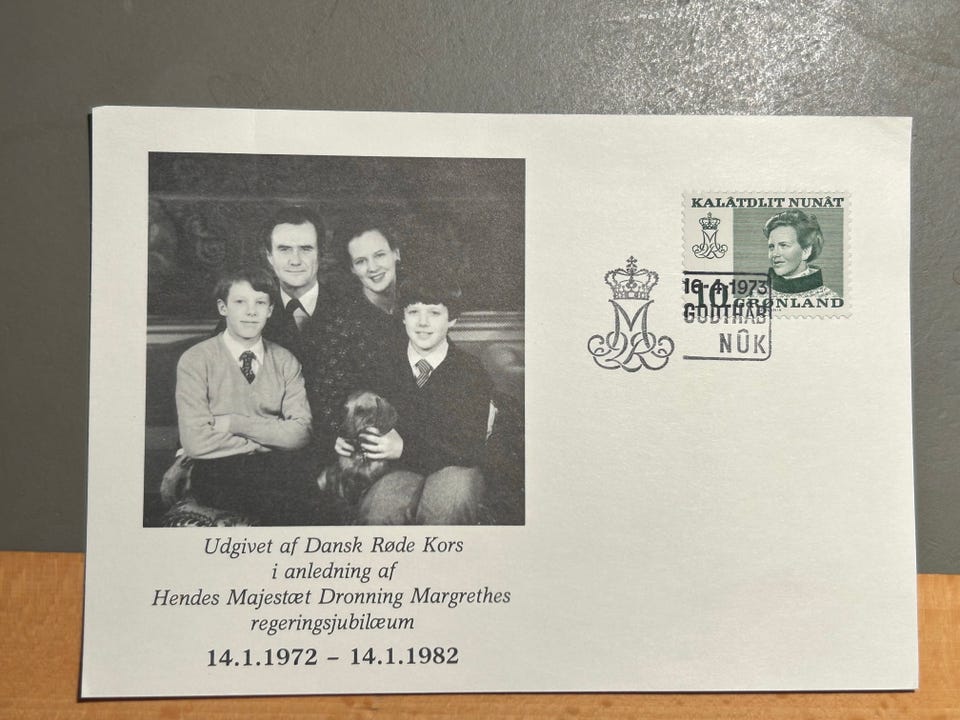 Udgivet af Dansk Røde Kors
i anledning af
Hendes Majestæt Dronning Margrethes
regeringsjubilæum
14.1.1972 – 14.1.1982
KALÂTDLIT NUNÂT
10 GRØNLAND
16-4-1973
GODTHÅB
NÛK